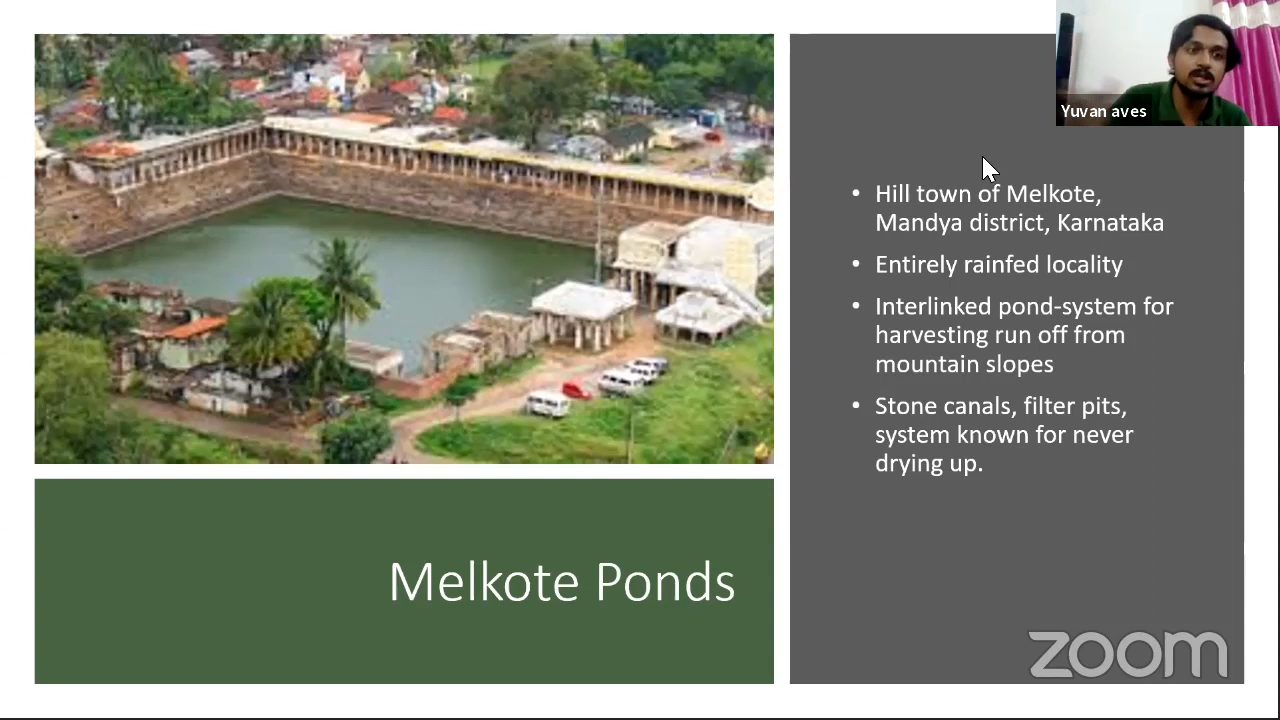 Yuvan aves
• Hill town of Melkote,
Mandya district, Karnataka
• Entirely rainfed locality
• Interlinked pond-system for
harvesting run off from
mountain slopes
• Stone canals, filter pits,
system known for never
drying up.
Melkote Ponds
zoom